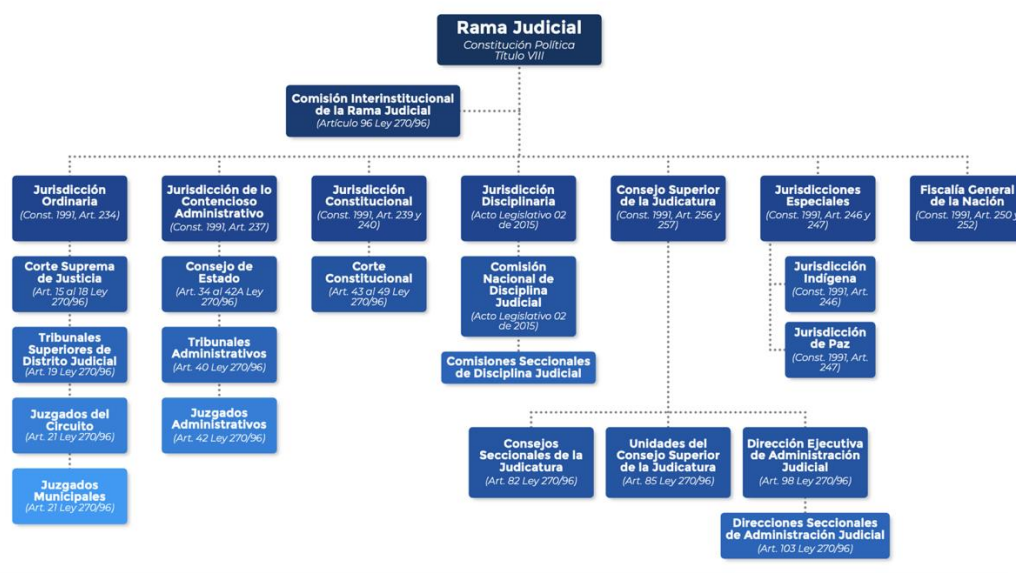 Rama Judicial
Constitución Política
Título VIII
Comisión Interinstitucional
de la Rama Judicial
(Artículo 96 Ley 270/96)
Jurisdicción
Ordinaria
(Const. 1991, Art. 234)
Jurisdicción de lo
Contencioso
Administrativo
(Const. 1991, Art. 237)
Jurisdicción
Constitucional
(Const. 1991, Art. 239 y
240)
Jurisdicción
Disciplinaria
(Acto Legislativo 02
de 2015)
Consejo Superior
de la Judicatura
(Const. 1991, Art. 256 y
257)
Jurisdicciones
Especiales
(Const. 1991, Art. 246 y
247)
Fiscalía General
de la Nación
(Const. 1991, Art. 250 y
252)
Corte Suprema
de Justicia
(Art. 15 al 18 Ley
270/96)
Consejo de
Estado
(Art. 34 al 42A Ley
270/96)
Corte
Constitucional
(Art. 43 al 49 Ley
270/96)
Comisión
Nacional de
Disciplina
Judicial
(Acto Legislativo 02
de 2015)
Jurisdicción
Indígena
(Const. 1991, Art.
246)
Tribunales
Superiores de
Distrito Judicial
(Art. 19 Ley 270/96)
Tribunales
Administrativos
(Art. 40 Ley 270/96)
Comisiones Seccionales
de Disciplina Judicial
Jurisdicción
de Paz
(Const. 1991, Art.
247)
Juzgados del
Circuito
(Art. 21 Ley 270/96)
Juzgados
Administrativos
(Art. 42 Ley 270/96)
Juzgados
Municipales
(Art. 21 Ley 270/96)
Consejos
Seccionales de la
Judicatura
(Art. 82 Ley 270/96)
Unidades del
Consejo Superior
de la Judicatura
(Art. 85 Ley 270/96)
Dirección Ejecutiva
de Administración
Judicial
(Art. 98 Ley 270/96)
Direcciones Seccionales
de Administración Judicial
(Art. 103 Ley 270/96)